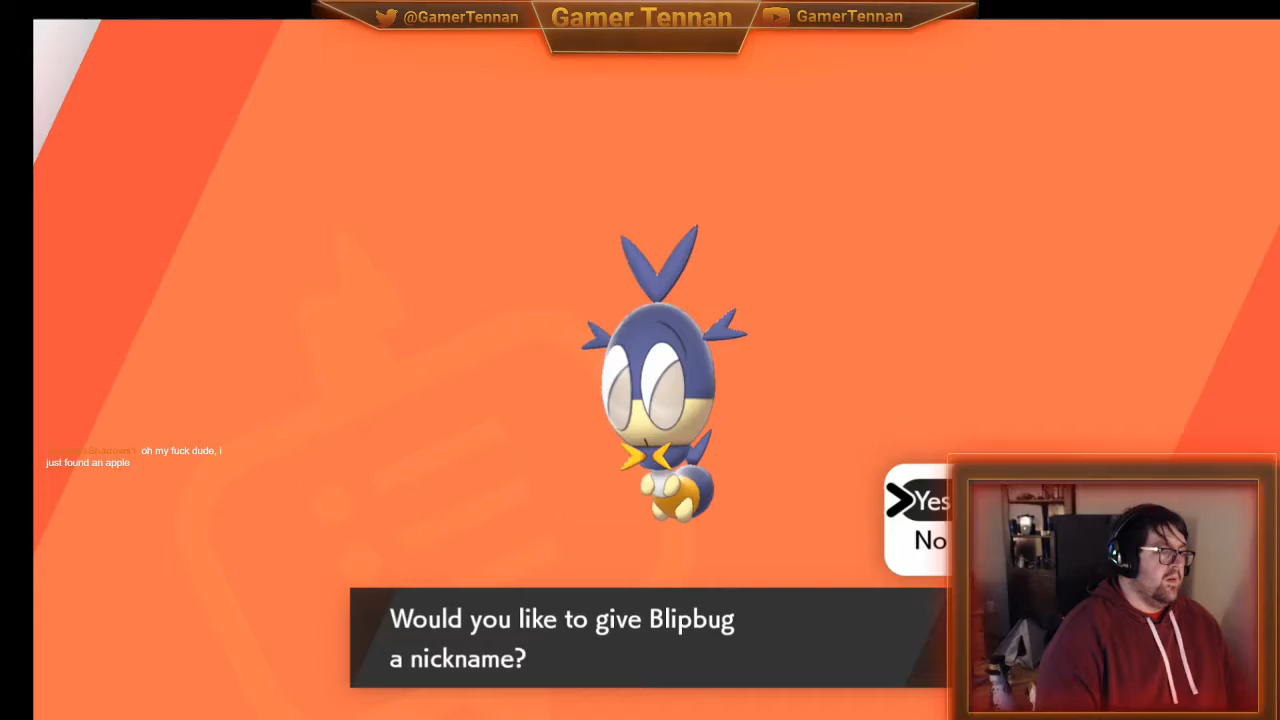 @GamerTennan
Gamer Tennan
GamerTennan
oh my fuck dude, i
just found an apple
Yes
No
Would you like to give Blipbug
a nickname?